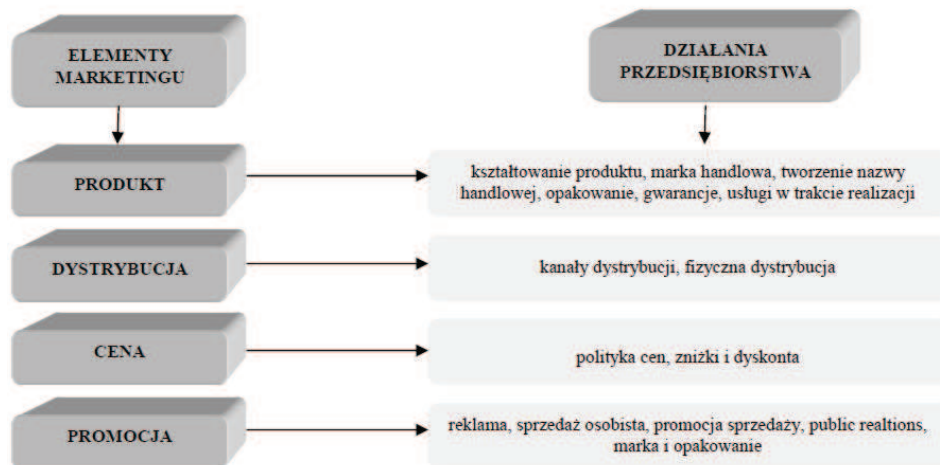 ELEMENTY
MARKETINGU
DZIAŁANIA
PRZEDSIĘBIORSTWA
PRODUKT
kształtowanie produktu, marka handlowa, tworzenie nazwy
handlowej, opakowanie, gwarancje, usługi w trakcie realizacji
DYSTRYBUCJA
kanały dystrybucji, fizyczna dystrybucja
CENA
polityka cen, zniżki i dyskonta
PROMOCJA
reklama, sprzedaż osobista, promocja sprzedaży, public realtions,
marka i opakowanie